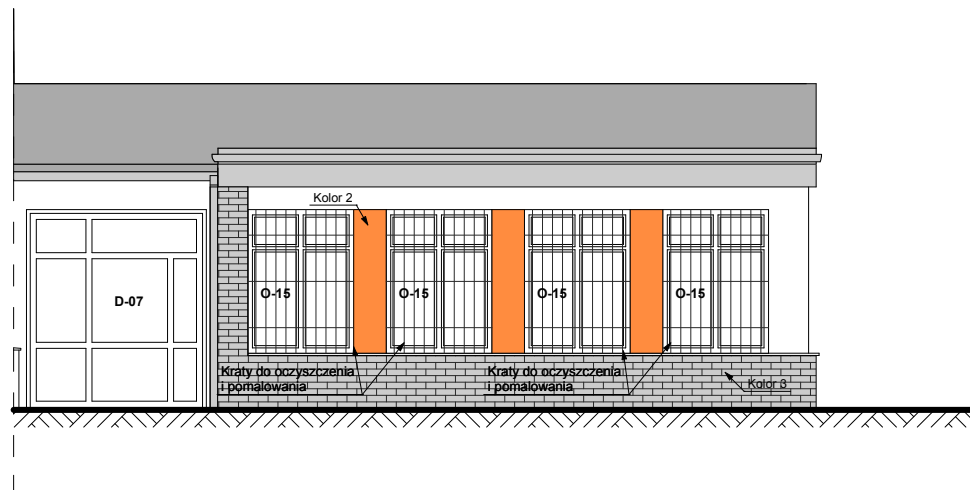 Kolor 2
D-07
O-15
O-15
O-15
O-15
Kraty do oczyszczenia
i pomalowania
Kraty do oczyszczenia
i pomalowania
Kolor 3